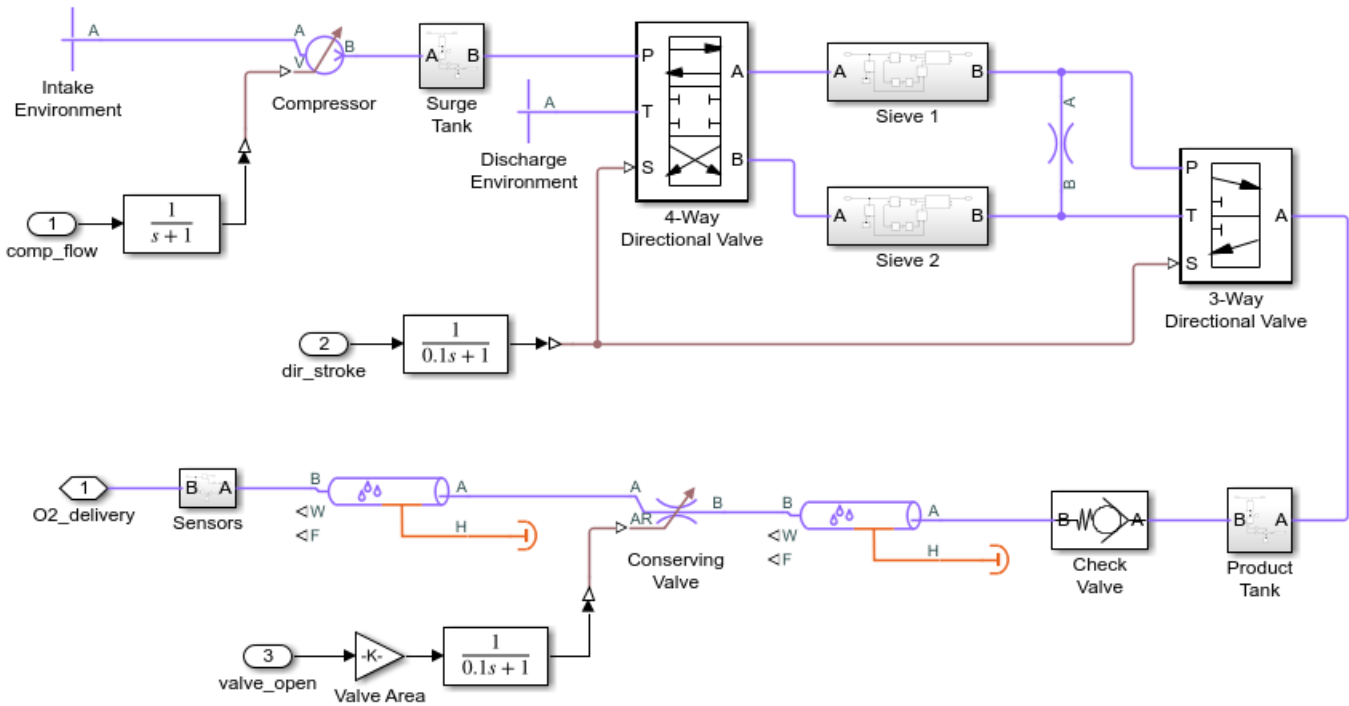 A
A
B
V
Intake
Environment
Compressor
A
B
Surge
Tank
A
Discharge
Environment
P
T
S
A
B
4-Way
Directional Valve
A
B
Sieve 1
A
B
Sieve 2
A
B
P
T
S
A
3-Way
Directional Valve
1
comp_flow
1
s + 1
2
dir_stroke
1
0.1s + 1
1
O2_delivery
B
A
Sensors
B
A
W
F
H
A
B
AR
Conserving
Valve
B
A
W
F
H
B
A
Check
Valve
B
A
Product
Tank
3
valve_open
-K-
Valve Area
1
0.1s + 1